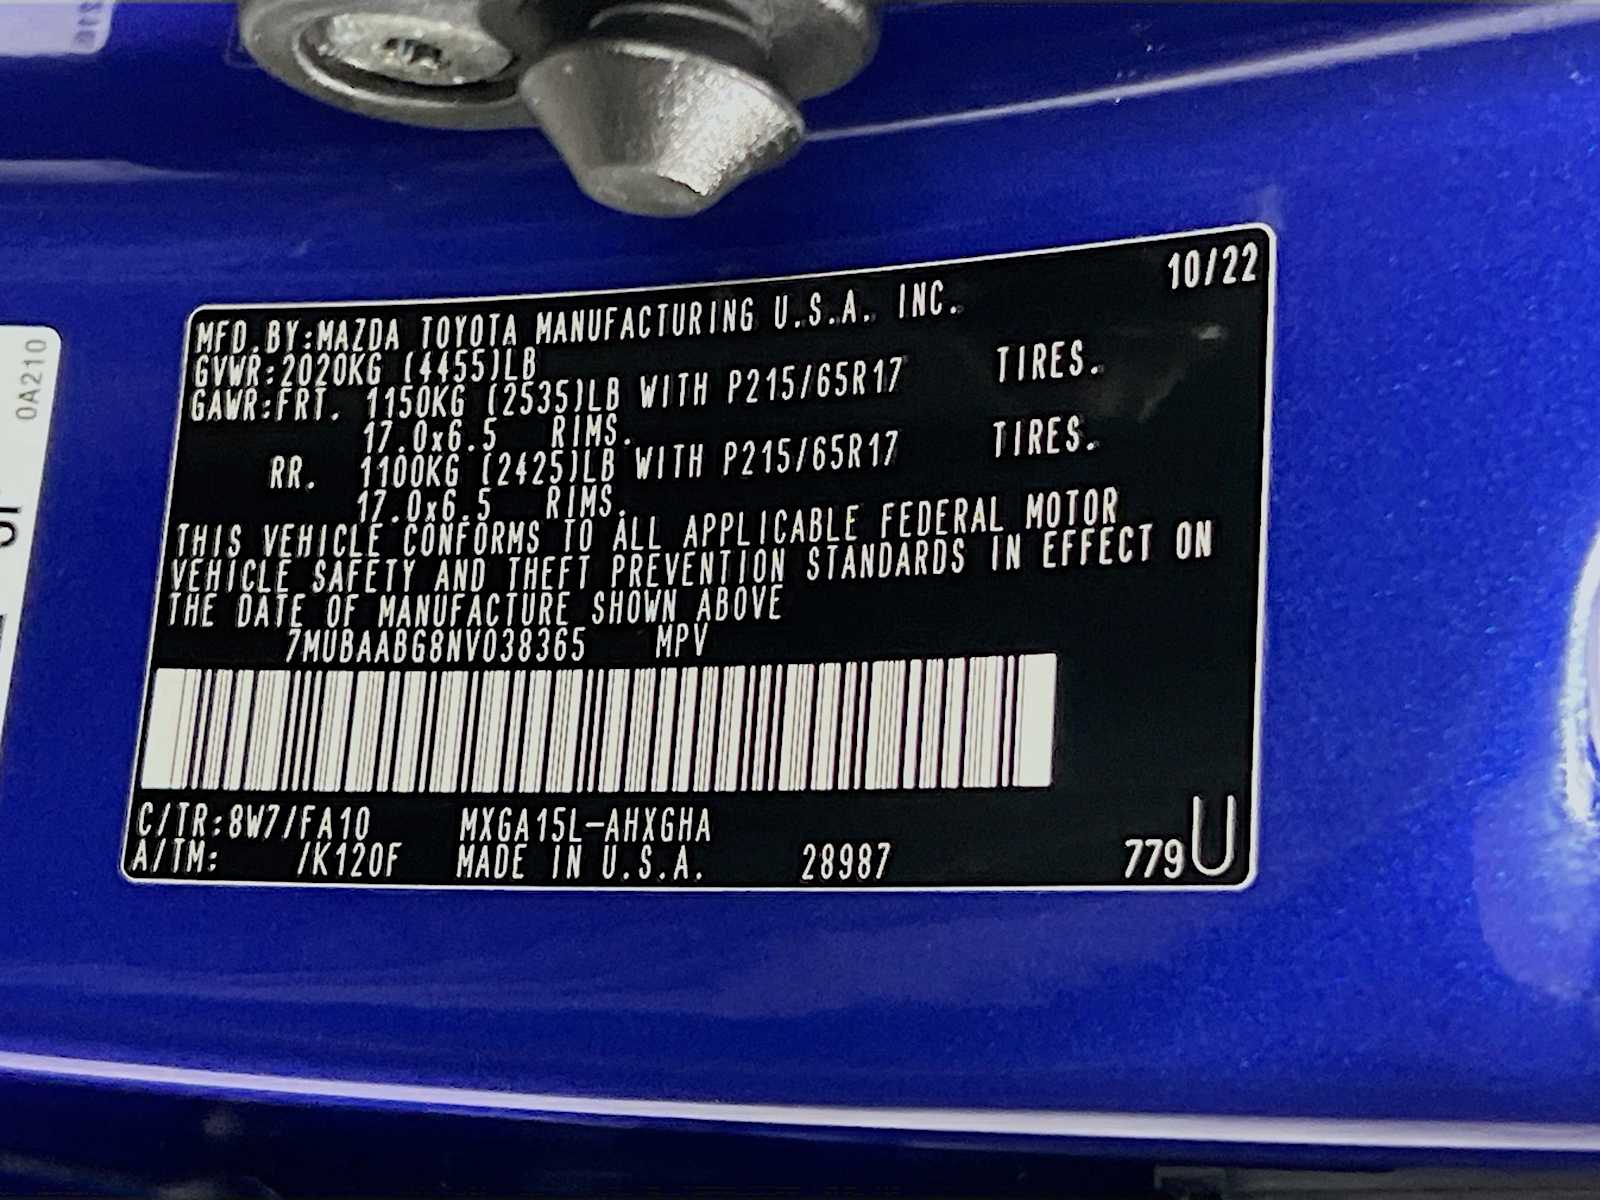 10/22
MFD.BY:MAZDA TOYOTA MANUFACTURING U.S.A. INC.
GVWR:2020KG (4455)LB
GAWR:FRT. 1150KG (2535)LB WITH P215/65R17 TIRES.
17.0x6.5 RIMS.
RR. 1100KG (2425)LB WITH P215/65R17 TIRES.
17.0x6.5 RIMS.
THIS VEHICLE CONFORMS TO ALL APPLICABLE FEDERAL MOTOR
VEHICLE SAFETY AND THEFT PREVENTION STANDARDS IN EFFECT ON
THE DATE OF MANUFACTURE SHOWN ABOVE
7MUBAABG8NV038365 MPV
C/TR:8W7/FA10 MXGA15L-AHXGHA
A/TM: /K120F MADE IN U.S.A. 28987 779U
0A210